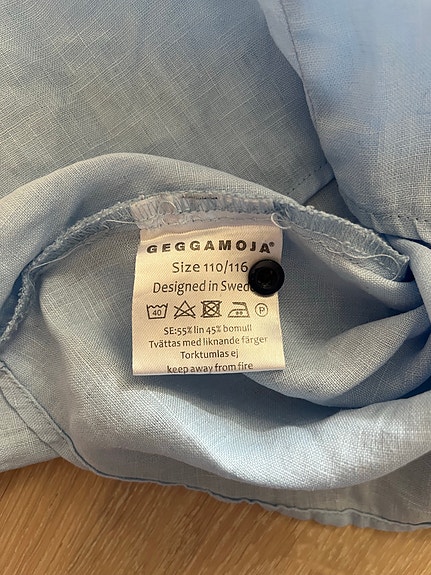 GEGGAMOJA®
Size 110/116
Designed in Swed
40 P
SE:55% lin 45% bomull
Tvättas med liknande färger
Torktumlas ej
keep away from fire